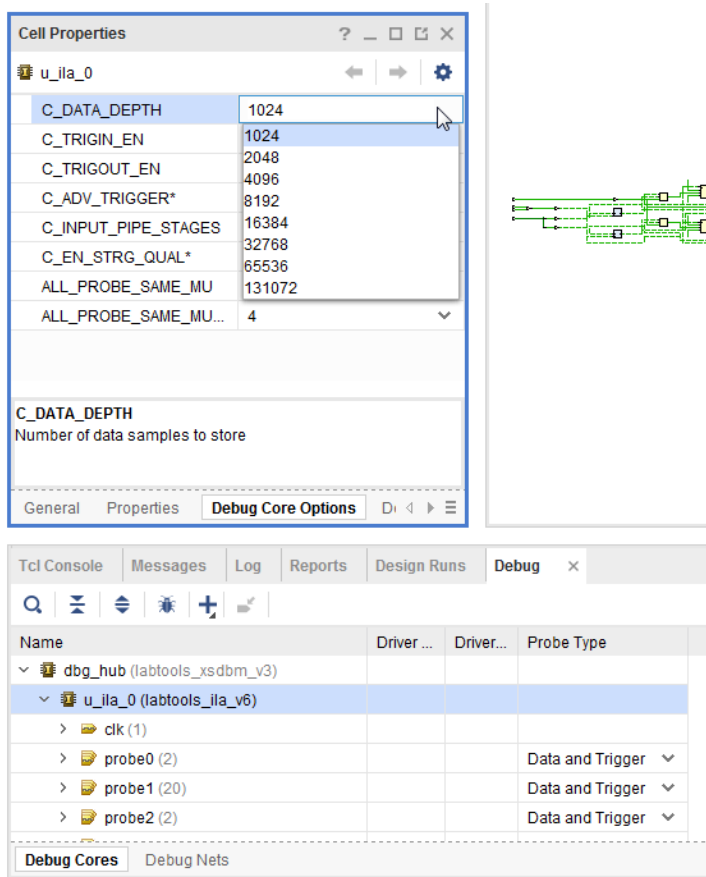 Cell Properties ?
u_ila_0
C_DATA_DEPTH 1024
1024
C_TRIGIN_EN
2048
C_TRIGOUT_EN
4096
C_ADV_TRIGGER*
8192
C_INPUT_PIPE_STAGES
16384
32768
C_EN_STRG_QUAL*
65536
ALL_PROBE_SAME_MU
131072
ALL_PROBE_SAME_MU... 4
C_DATA_DEPTH
Number of data samples to store
General Properties Debug Core Options
Tcl Console Messages Log Reports Design Runs Debug
Name Driver ... Driver... Probe Type
dbg_hub (labtools_xsdbm_v3)
u_ila_0 (labtools_ila_v6)
clk (1)
probe0 (2) Data and Trigger
probe1 (20) Data and Trigger
probe2 (2) Data and Trigger
Debug Cores Debug Nets